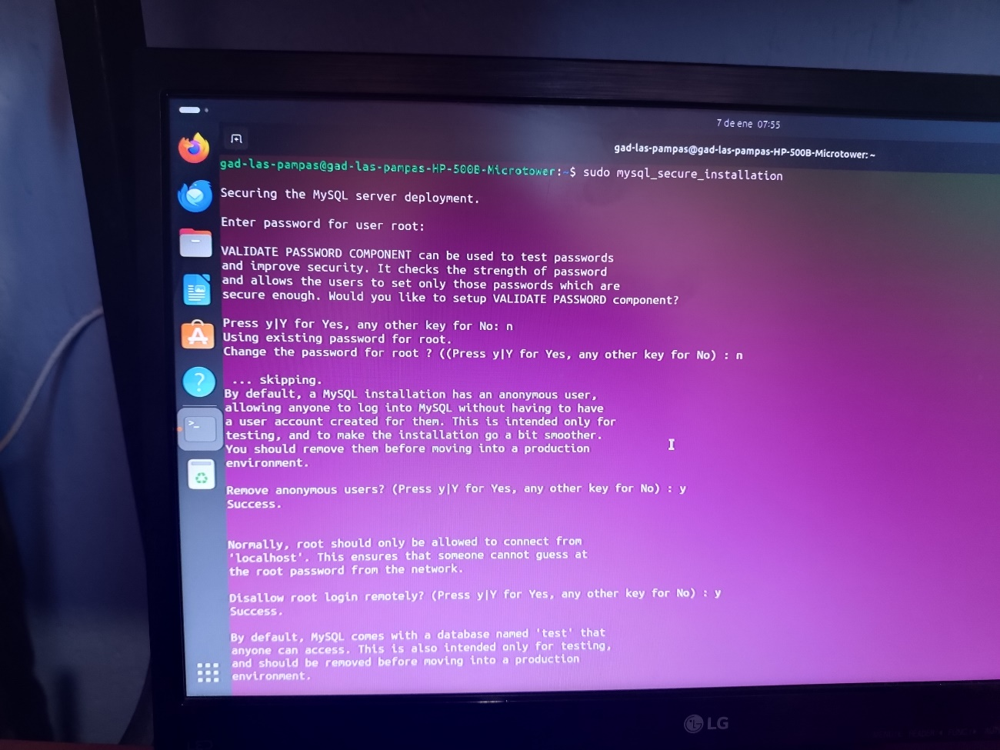 7 de ene 07:55
gad-las-pampas@gad-las-pampas-HP-500B-Microtower: ~
gad-las-pampas@gad-las-pampas-HP-500B-Microtower:~$ sudo mysql_secure_installation
Securing the MySQL server deployment.
Enter password for user root:
VALIDATE PASSWORD COMPONENT can be used to test passwords
and improve security. It checks the strength of password
and allows the users to set only those passwords which are
secure enough. Would you like to setup VALIDATE PASSWORD component?
Press y|Y for Yes, any other key for No: n
Using existing password for root.
Change the password for root ? ((Press y|Y for Yes, any other key for No) : n
... skipping.
By default, a MySQL installation has an anonymous user,
allowing anyone to log into MySQL without having to have
a user account created for them. This is intended only for
testing, and to make the installation go a bit smoother.
You should remove them before moving into a production
environment.
Remove anonymous users? (Press y|Y for Yes, any other key for No) : y
Success.
Normally, root should only be allowed to connect from
'localhost'. This ensures that someone cannot guess at
the root password from the network.
Disallow root login remotely? (Press y|Y for Yes, any other key for No) : y
Success.
By default, MySQL comes with a database named 'test' that
anyone can access. This is also intended only for testing,
and should be removed before moving into a production
environment.
LG